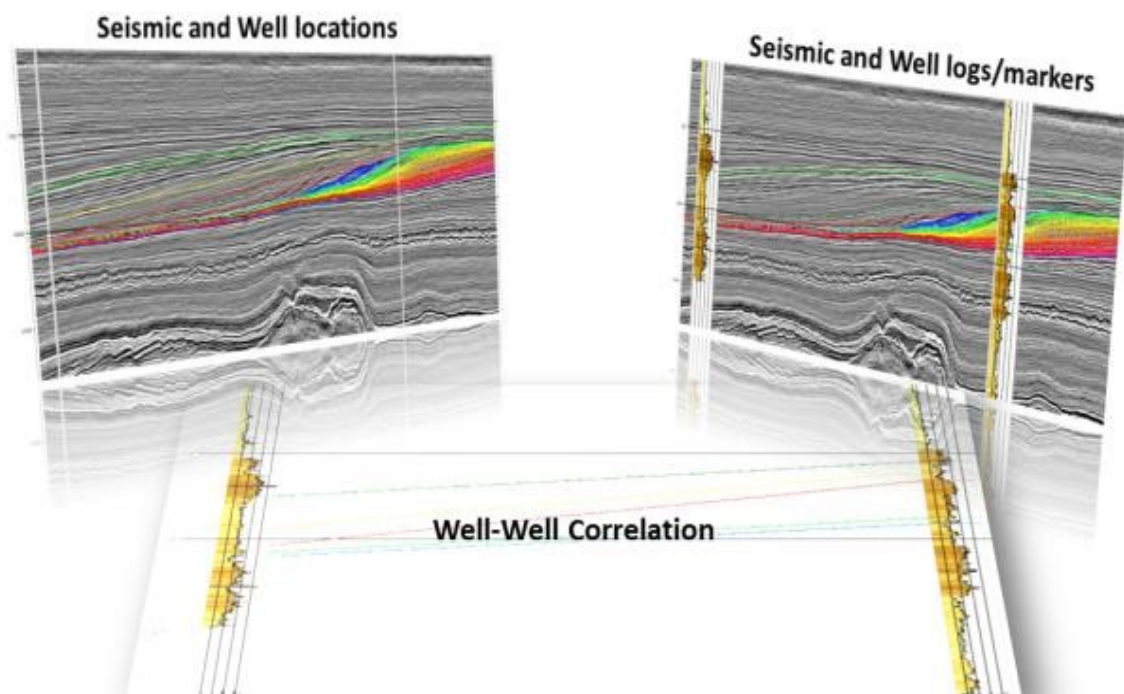 Seismic and Well locations
Seismic and Well logs/markers
Well-Well Correlation